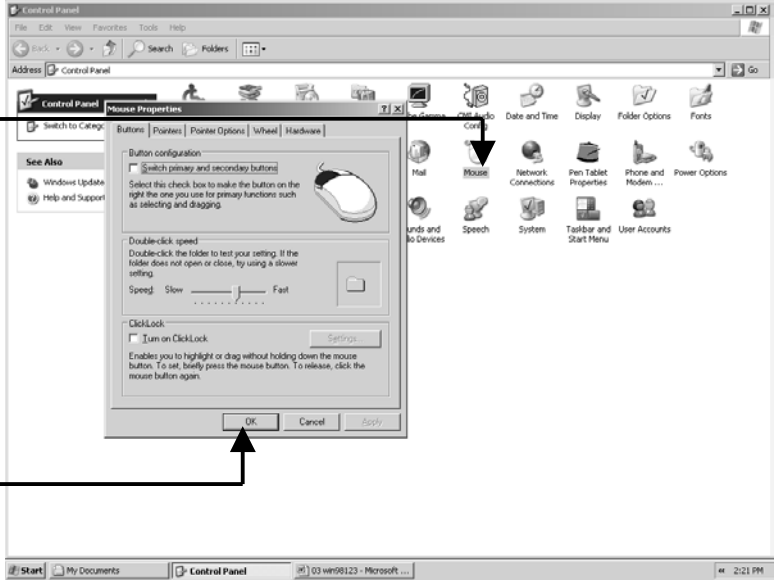 Control Panel
File Edit View Favorites Tools Help
Back Search Folders
Address Control Panel Go
Control Panel
Switch to Catego
See Also
Windows Update
Help and Support
Date and Time Display Folder Options Fonts
Mail Mouse Network Connections Pen Tablet Properties Phone and Modem ... Power Options
Speech System Taskbar and Start Menu User Accounts
Mouse Properties
Buttons Pointers Pointer Options Wheel Hardware
Button configuration
Switch primary and secondary buttons
Select this check box to make the button on the
right the one you use for primary functions such
as selecting and dragging.
Double-click speed
Double-click the folder to test your setting. If the
folder does not open or close, try using a slower
setting.
Speed: Slow Fast
ClickLock
Turn on ClickLock Settings...
Enables you to highlight or drag without holding down the mouse
button. To set, briefly press the mouse button. To release, click the
mouse button again.
OK Cancel Apply
Start My Documents Control Panel 03 win98123 - Microsoft ... 2:21 PM